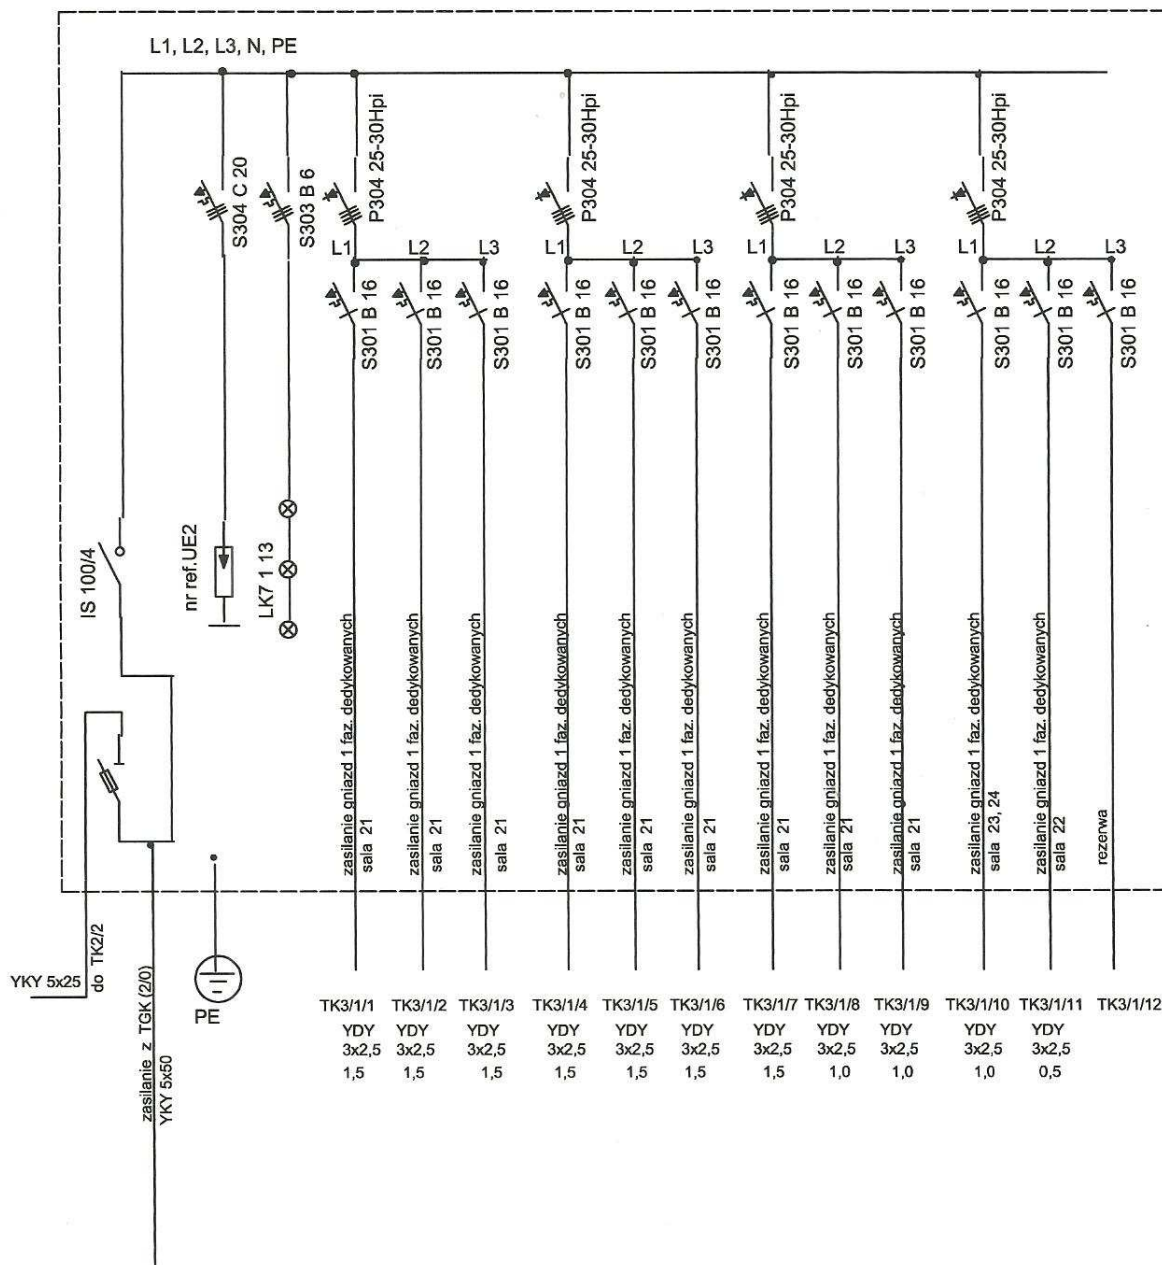 L1, L2, L3, N, PE
S304 C 20
S303 B 6
P304 25-30Hpi
P304 25-30Hpi
P304 25-30Hpi
P304 25-30Hpi
L1
L2
L3
L1
L2
L3
L1
L2
L3
L1
L2
L3
S301 B 16
S301 B 16
S301 B 16
S301 B 16
S301 B 16
S301 B 16
S301 B 16
S301 B 16
S301 B 16
S301 B 16
S301 B 16
S301 B 16
IS 100/4
nr ref.UE2
LK7 1 13
zasilanie gniazd 1 faz. dedykowanych
sala 21
zasilanie gniazd 1 faz. dedykowanych
sala 21
zasilanie gniazd 1 faz. dedykowanych
sala 21
zasilanie gniazd 1 faz. dedykowanych
sala 21
zasilanie gniazd 1 faz. dedykowanych
sala 21
zasilanie gniazd 1 faz. dedykowanych
sala 21
zasilanie gniazd 1 faz. dedykowanych
sala 21
zasilanie gniazd 1 faz. dedykowanych
sala 21
zasilanie gniazd 1 faz. dedykowanych
sala 21
zasilanie gniazd 1 faz. dedykowanych
sala 23, 24
zasilanie gniazd 1 faz. dedykowanych
sala 22
rezerwa
YKY 5x25
do TK2/2
zasilanie z TGK (2/0)
YKY 5x50
PE
TK3/1/1
YDY
3x2,5
1,5
TK3/1/2
YDY
3x2,5
1,5
TK3/1/3
YDY
3x2,5
1,5
TK3/1/4
YDY
3x2,5
1,5
TK3/1/5
YDY
3x2,5
1,5
TK3/1/6
YDY
3x2,5
1,5
TK3/1/7
YDY
3x2,5
1,5
TK3/1/8
YDY
3x2,5
1,0
TK3/1/9
YDY
3x2,5
1,0
TK3/1/10
YDY
3x2,5
1,0
TK3/1/11
YDY
3x2,5
0,5
TK3/1/12